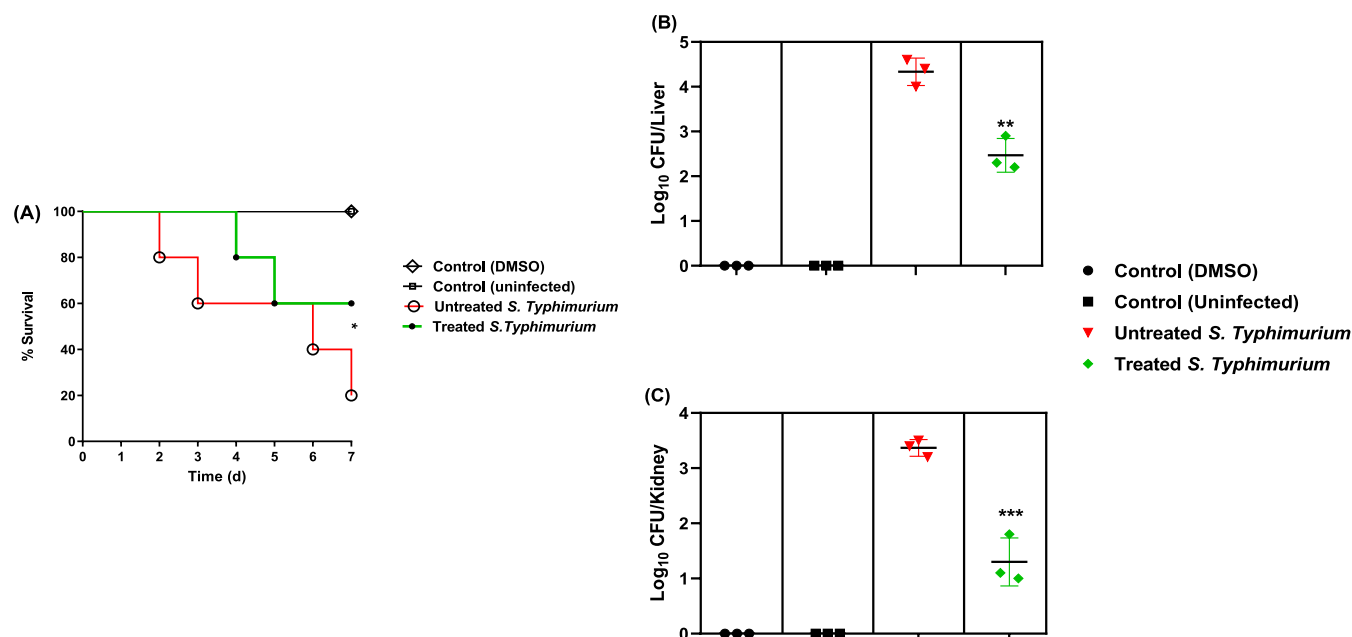 (A)
% Survival
100
80
60
40
20
0
0 1 2 3 4 5 6 7
Time (d)
*
Control (DMSO)
Control (uninfected)
Untreated S. Typhimurium
Treated S.Typhimurium
(B)
Log10 CFU/Liver
5
4
3
2
1
0
**
(C)
Log10 CFU/Kidney
4
3
2
1
0
***
Control (DMSO)
Control (Uninfected)
Untreated S. Typhimurium
Treated S. Typhimurium